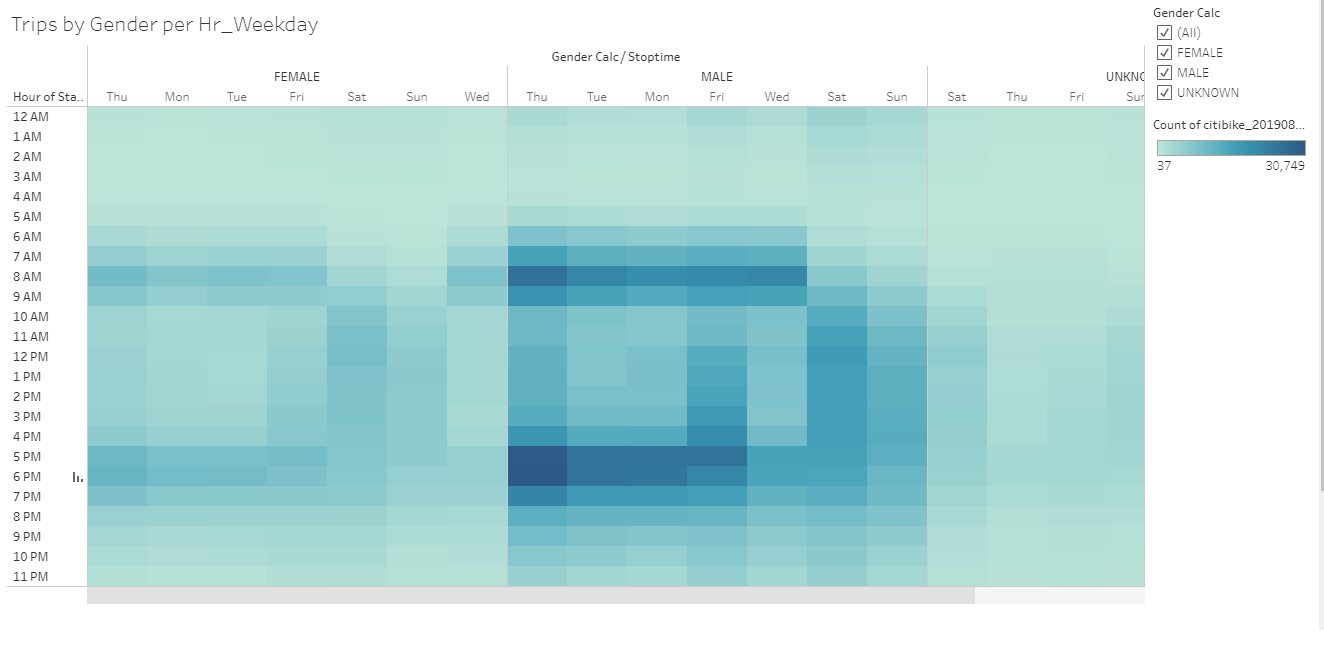 Trips by Gender per Hr_Weekday
Gender Calc / Stoptime
FEMALE MALE UNKNO
Hour of Sta.. Thu Mon Tue Fri Sat Sun Wed Thu Tue Mon Fri Wed Sat Sun Sat Thu Fri Sun
12 AM
1 AM
2 AM
3 AM
4 AM
5 AM
6 AM
7 AM
8 AM
9 AM
10 AM
11 AM
12 PM
1 PM
2 PM
3 PM
4 PM
5 PM
6 PM
7 PM
8 PM
9 PM
10 PM
11 PM
Gender Calc
(All)
FEMALE
MALE
UNKNOWN
Count of citibike_201908...
37 30,749